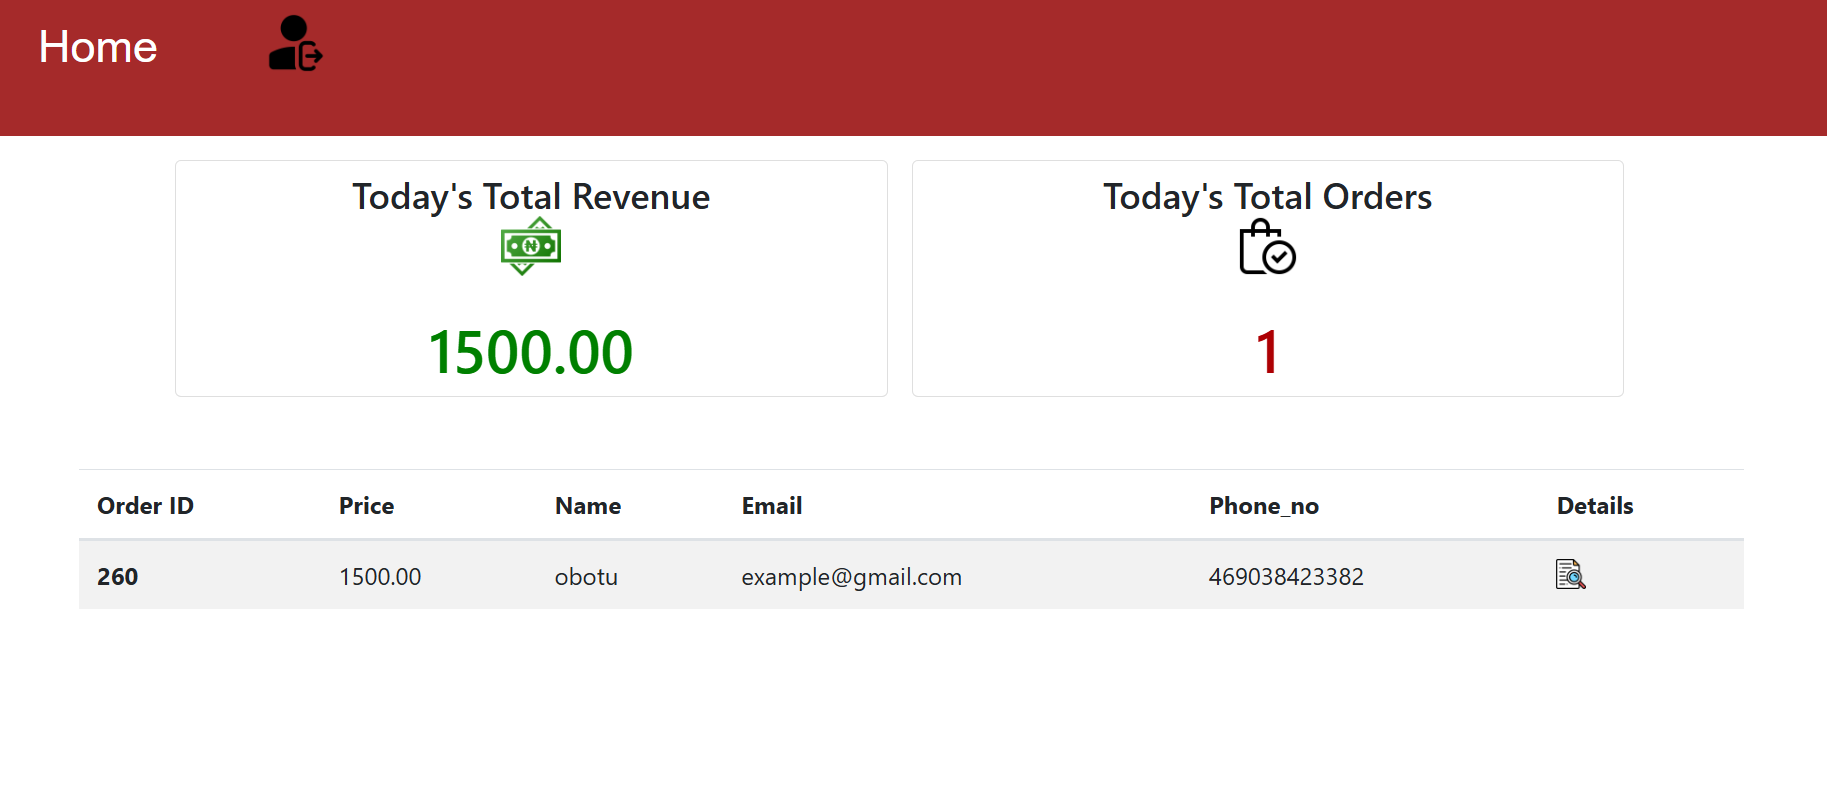 Home
Today's Total Revenue
₦
1500.00
Today's Total Orders
1
Order ID Price Name Email Phone_no Details
260 1500.00 obotu example@gmail.com 469038423382